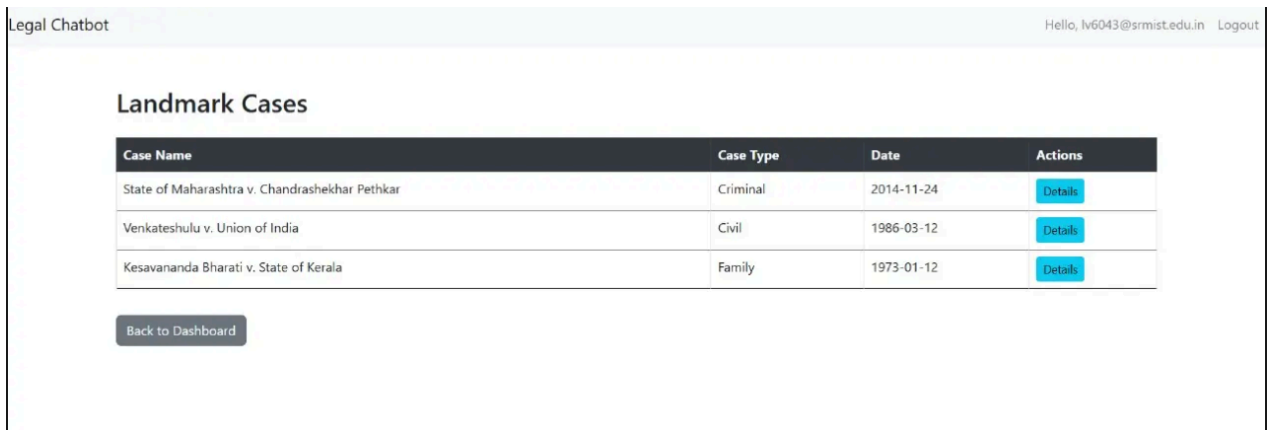 Legal Chatbot Hello, lv6043@srmist.edu.in Logout
Landmark Cases
Case Name Case Type Date Actions
State of Maharashtra v. Chandrashekhar Pethkar Criminal 2014-11-24 Details
Venkateshulu v. Union of India Civil 1986-03-12 Details
Kesavananda Bharati v. State of Kerala Family 1973-01-12 Details
Back to Dashboard